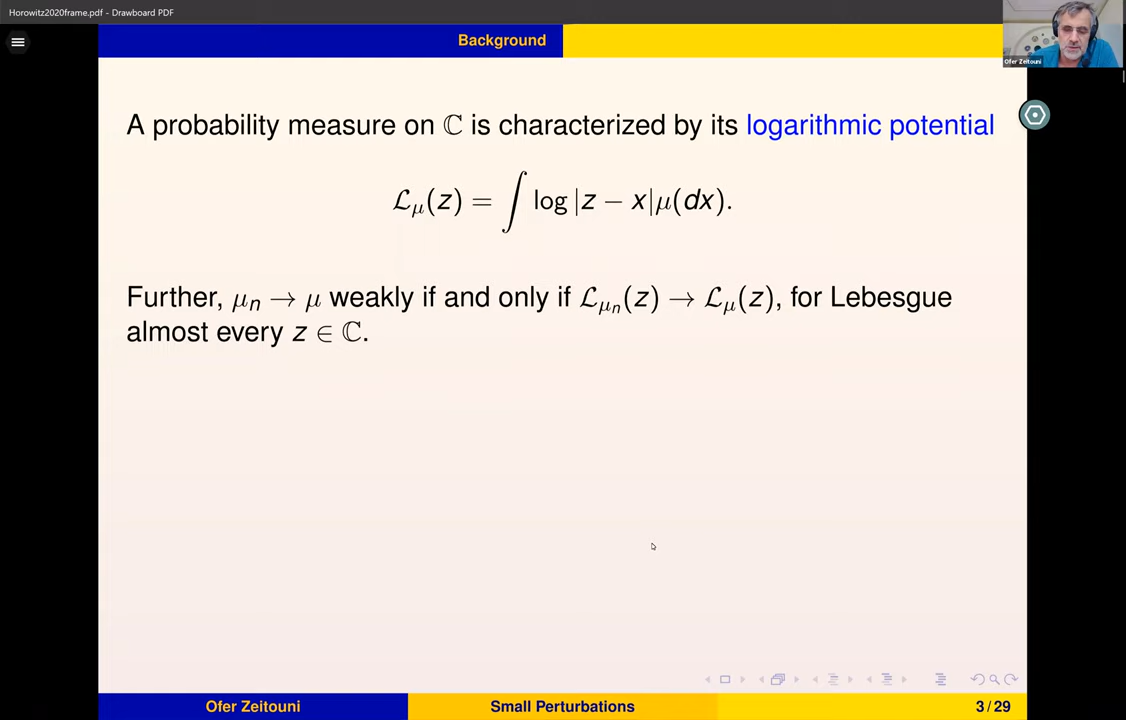 Horowitz2020frame.pdf - Drawboard PDF
Background
Ofer Zeitouni
A probability measure on ℂ is characterized by its logarithmic potential
ℒ_μ(z) = ∫ log |z − x|μ(dx).
Further, μ_n → μ weakly if and only if ℒ_{μ_n}(z) → ℒ_μ(z), for Lebesgue
almost every z ∈ ℂ.
Ofer Zeitouni
Small Perturbations
3 / 29